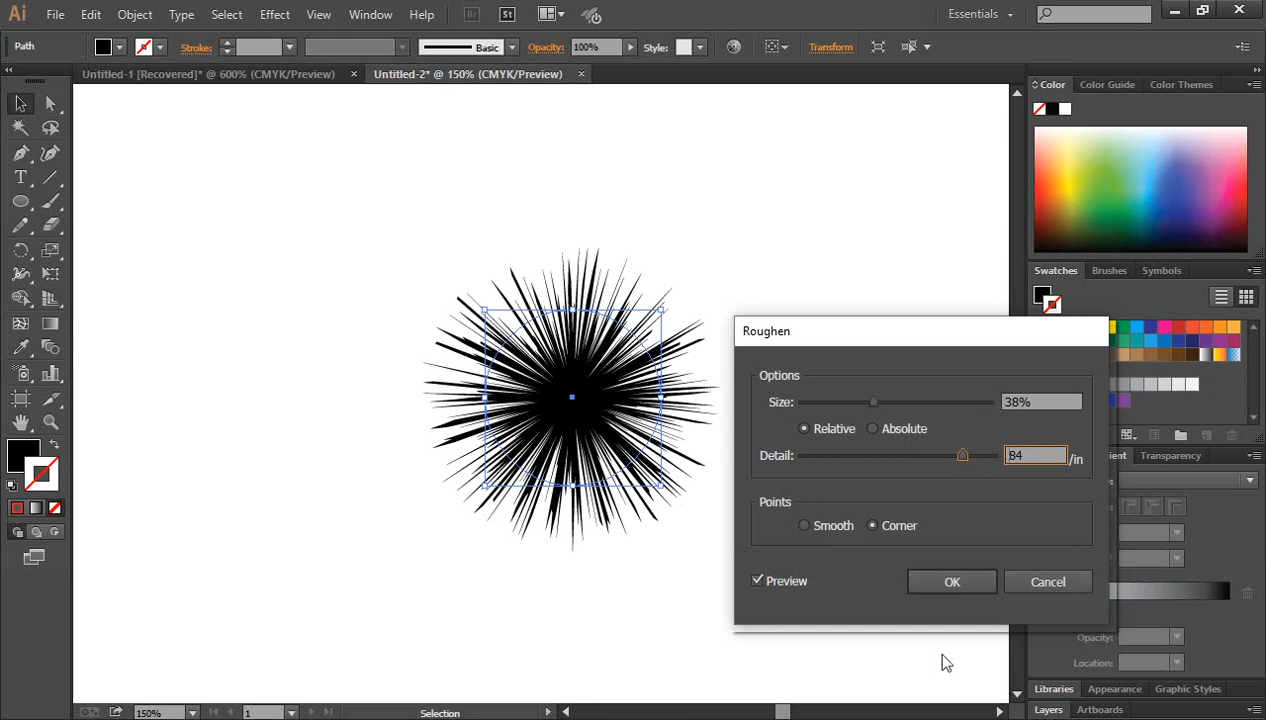 Ai File Edit Object Type Select Effect View Window Help Br St Essentials
Path Stroke: Basic Opacity: 100% Style: Transform
Untitled-1 [Recovered]* @ 600% (CMYK/Preview) Untitled-2* @ 150% (CMYK/Preview)
Color Color Guide Color Themes
Swatches Brushes Symbols
Roughen
Options
Size: 38%
Relative Absolute
Detail: 84 /in
Points
Smooth Corner
Preview OK Cancel
Transparency
Opacity:
Location:
Libraries Appearance Graphic Styles
Layers Artboards
150% 1 Selection